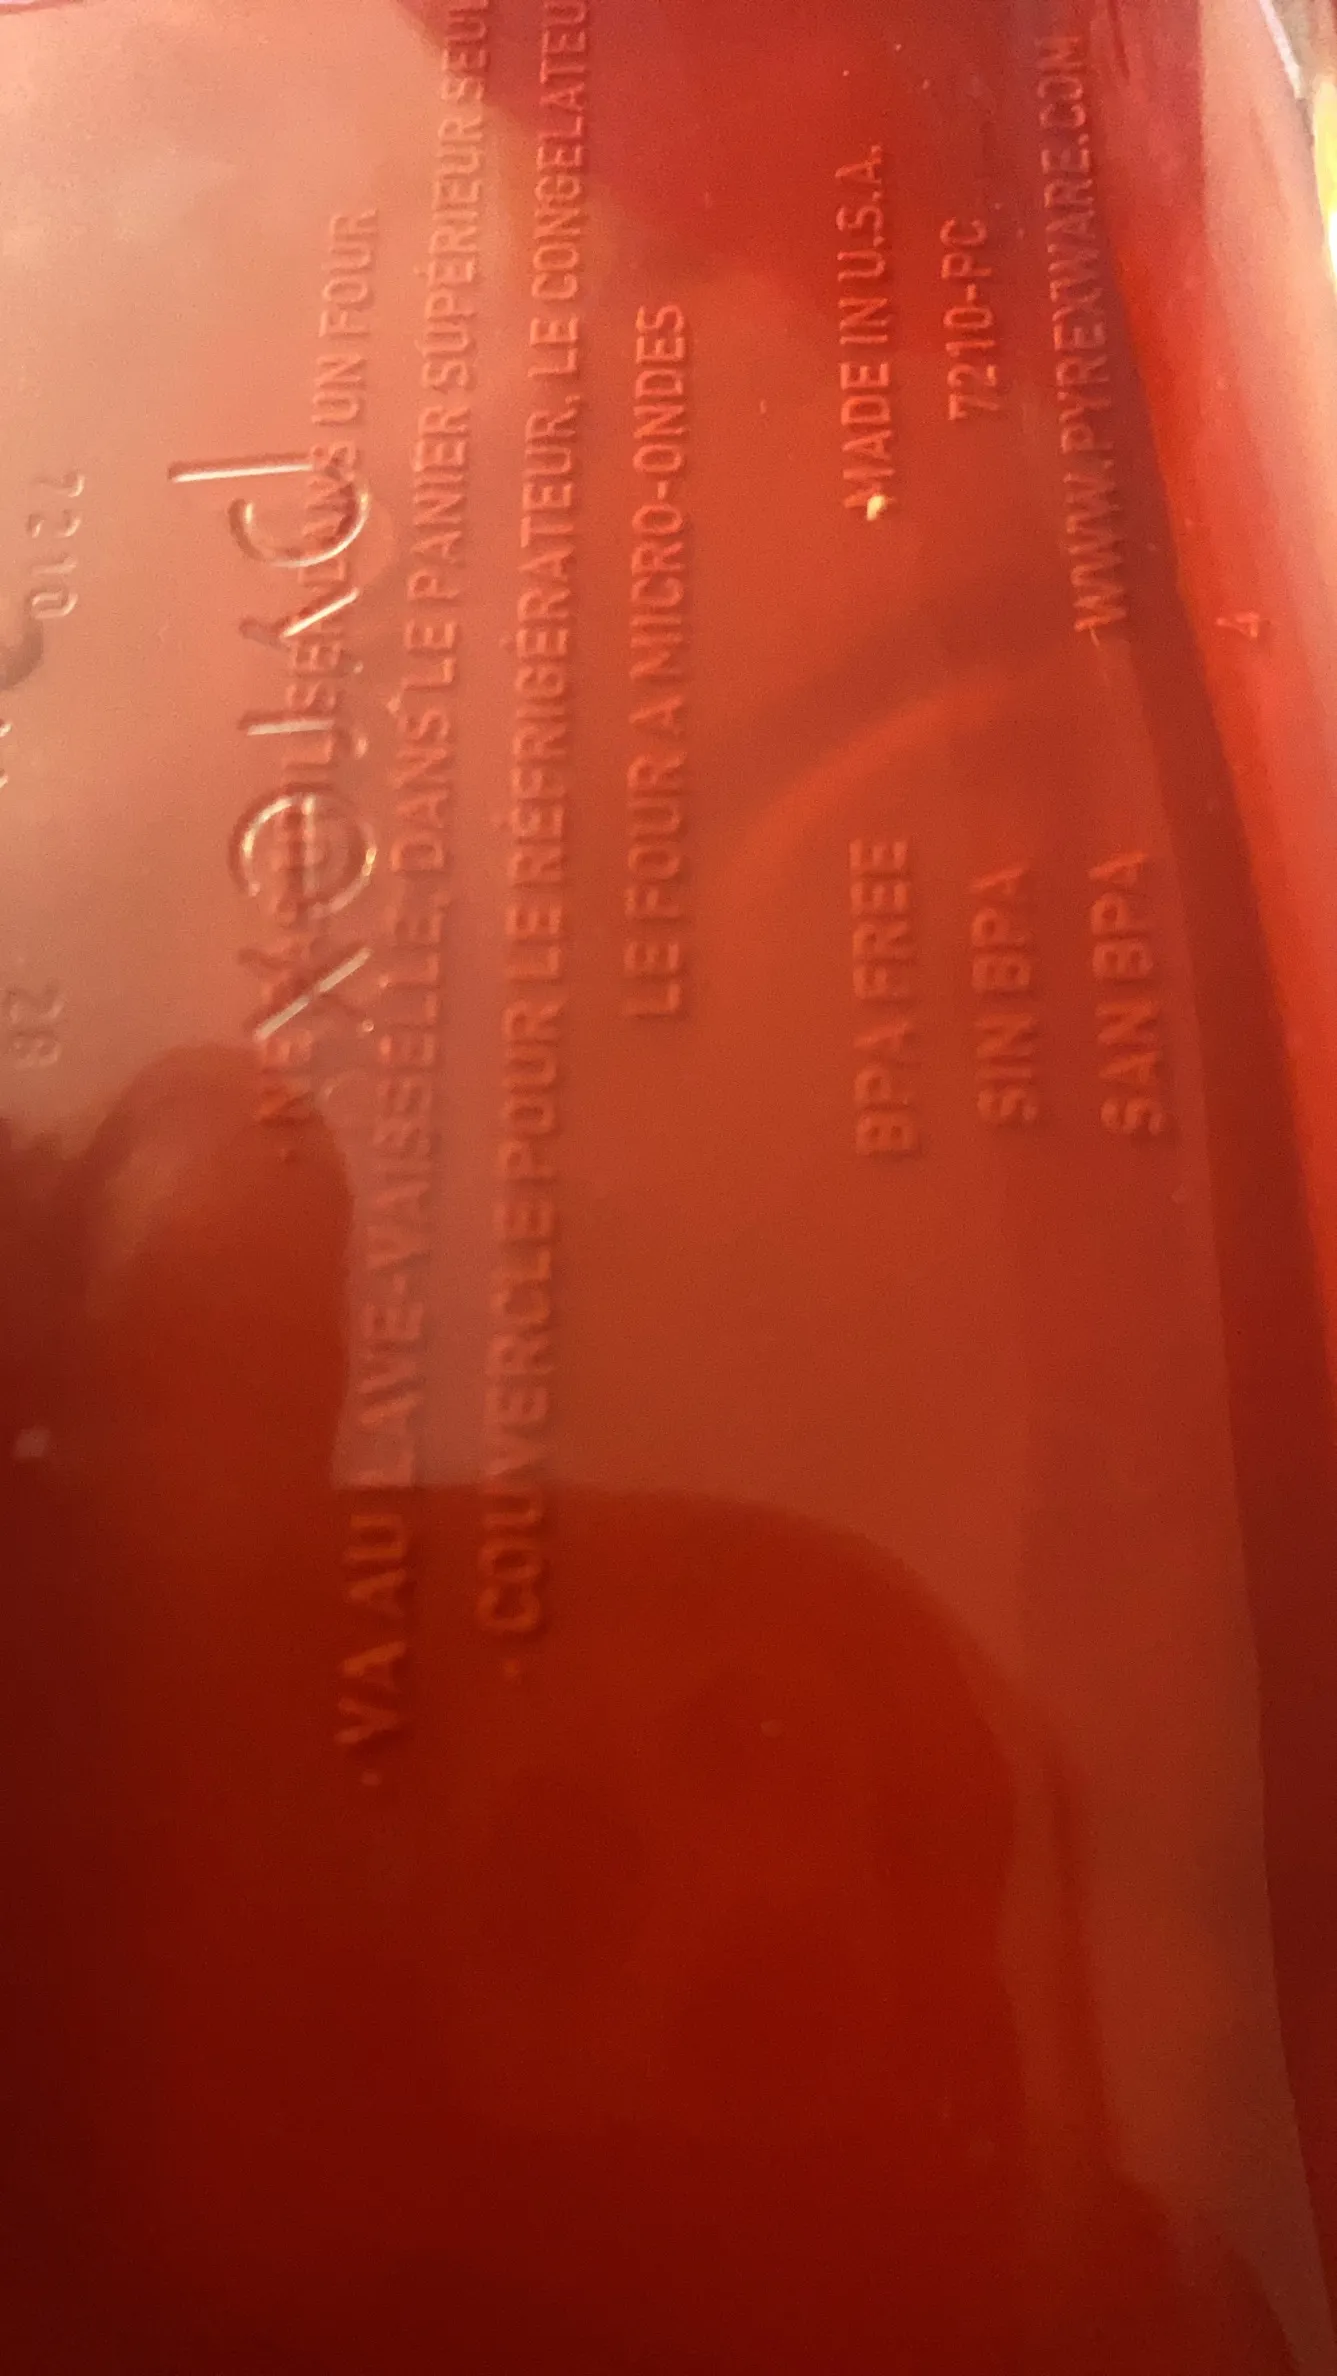 7210
28
pyrex
· NE PAS UTILISER DANS UN FOUR
· VA AU LAVE-VAISSELLE, DANS LE PANIER SUPÉRIEUR SEUL
· COUVERCLE POUR LE RÉFRIGÉRATEUR, LE CONGELATEU
LE FOUR A MICRO-ONDES
BPA FREE
SIN BPA
SAN BPA
MADE IN U.S.A.
7210-PC
WWW.PYREXWARE.COM
4